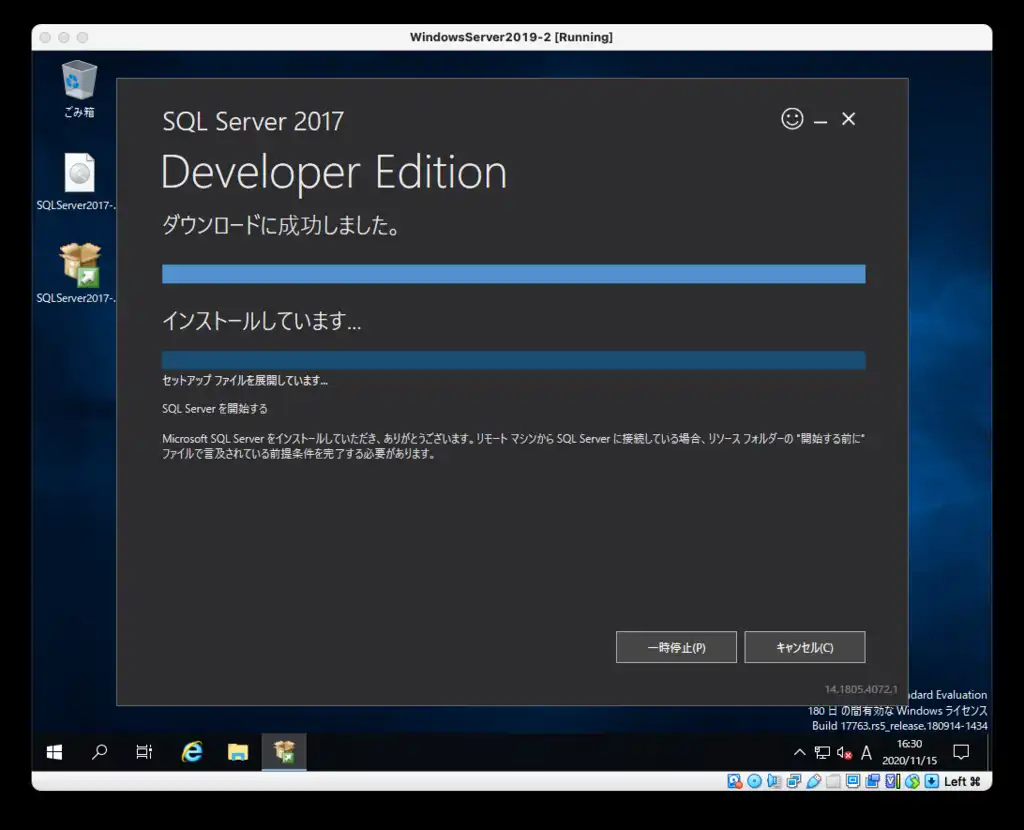 WindowsServer2019-2 [Running]
ごみ箱
SQLServer2017-.
SQLServer2017-.
SQL Server 2017
Developer Edition
ダウンロードに成功しました。
インストールしています...
セットアップ ファイルを展開しています...
SQL Server を開始する
Microsoft SQL Server をインストールしていただき、ありがとうございます。リモート マシンから SQL Server に接続している場合、リソース フォルダーの "開始する前に"
ファイルで言及されている前提条件を完了する必要があります。
一時停止(P)
キャンセル(C)
14.1805.4072.1
dard Evaluation
180 日 の間有効な Windows ライセンス
Build 17763.rs5_release.180914-1434
A
16:30
2020/11/15
Left ⌘